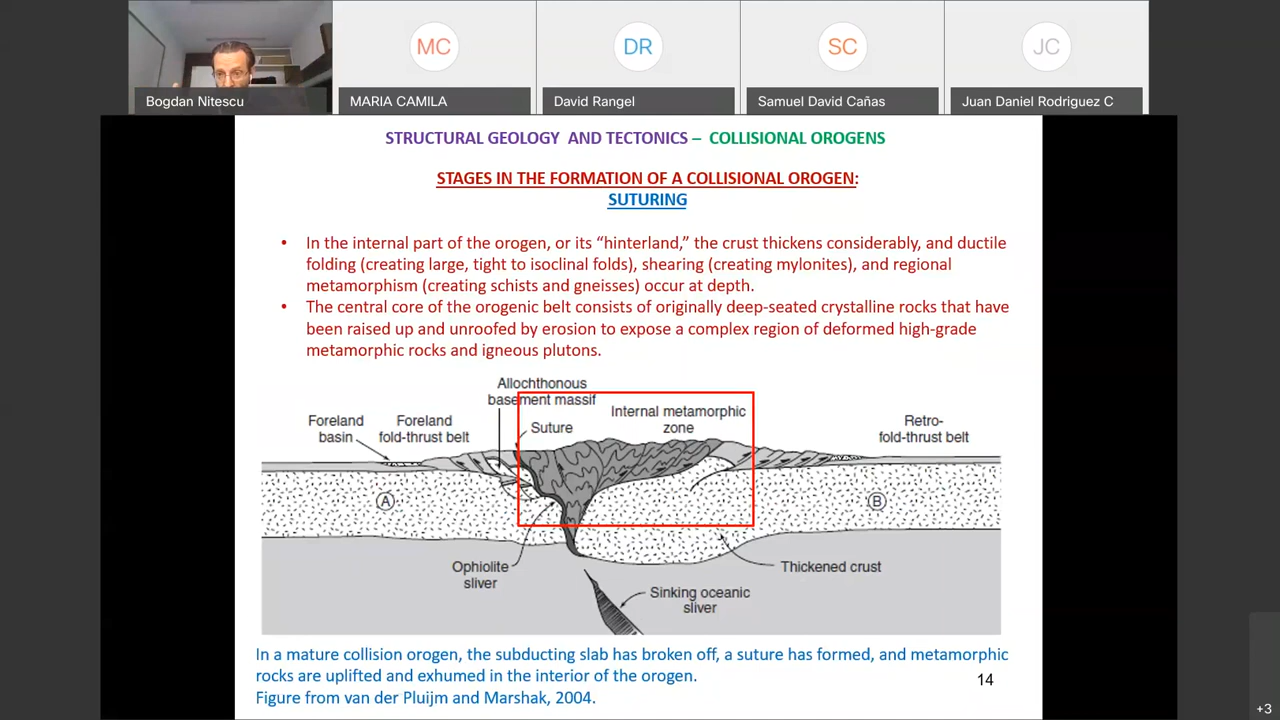 MC
DR
SC
JC
Bogdan Nitescu
MARIA CAMILA
David Rangel
Samuel David Cañas
Juan Daniel Rodriguez C
STRUCTURAL GEOLOGY AND TECTONICS – COLLISIONAL OROGENS
STAGES IN THE FORMATION OF A COLLISIONAL OROGEN:
SUTURING
• In the internal part of the orogen, or its “hinterland,” the crust thickens considerably, and ductile
folding (creating large, tight to isoclinal folds), shearing (creating mylonites), and regional
metamorphism (creating schists and gneisses) occur at depth.
• The central core of the orogenic belt consists of originally deep-seated crystalline rocks that have
been raised up and unroofed by erosion to expose a complex region of deformed high-grade
metamorphic rocks and igneous plutons.
Allochthonous
basement massif
Foreland
basin
Foreland
fold-thrust belt
Suture
Internal metamorphic
zone
Retro-
fold-thrust belt
A
B
Ophiolite
sliver
Thickened crust
Sinking oceanic
sliver
In a mature collision orogen, the subducting slab has broken off, a suture has formed, and metamorphic
rocks are uplifted and exhumed in the interior of the orogen.
Figure from van der Pluijm and Marshak, 2004.
14
+3